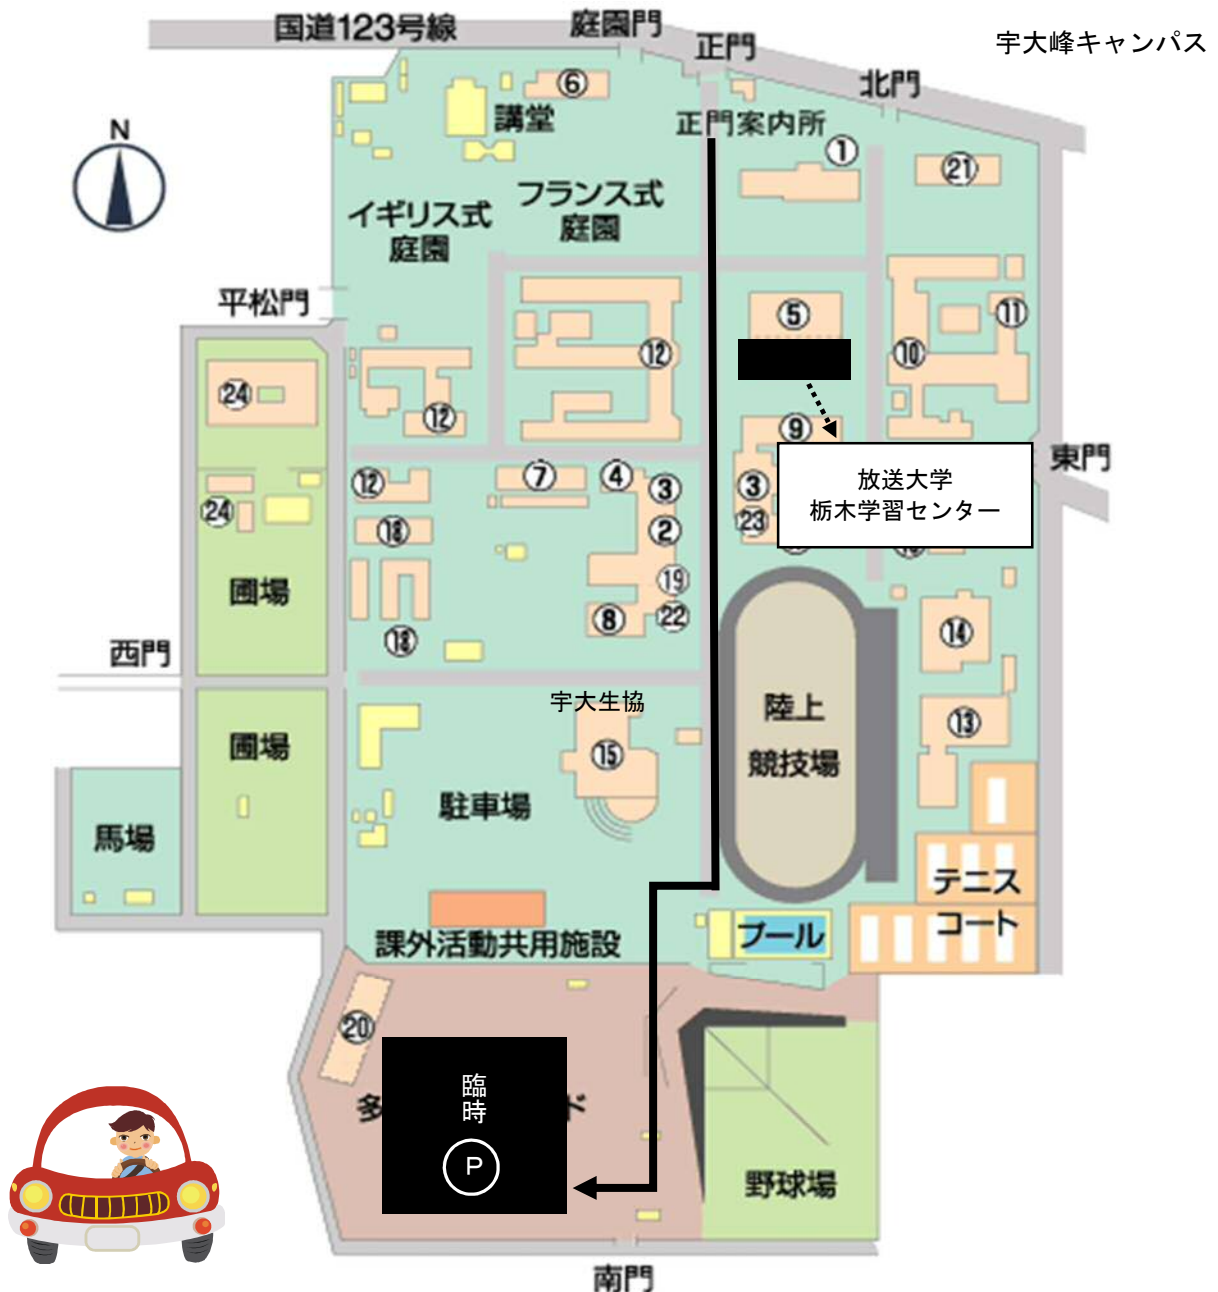 国道123号線
庭園門
正門
宇大峰キャンパス
北門
⑥
講堂
正門案内所
①
㉑
N
イギリス式
庭園
フランス式
庭園
平松門
⑤
⑪
⑫
⑩
㉔
⑫
⑨
東門
放送大学
栃木学習センター
⑫
⑦
④
③
③
㉔
⑱
②
㉓
圃場
⑲
⑧
㉒
⑭
⑱
西門
宇大生協
陸上
競技場
⑬
圃場
⑮
駐車場
馬場
テニス
コート
プール
課外活動共用施設
⑳
臨時
P
多
ド
野球場
南門